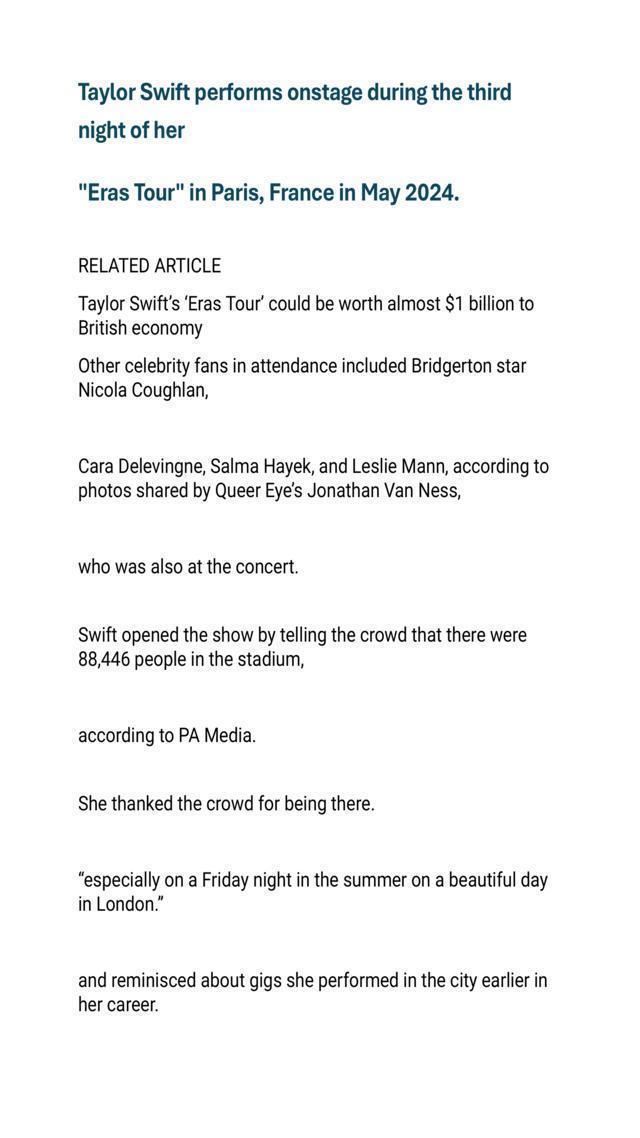 Taylor Swift performs onstage during the third
night of her
"Eras Tour" in Paris, France in May 2024.
RELATED ARTICLE
Taylor Swift’s ‘Eras Tour’ could be worth almost $1 billion to
British economy
Other celebrity fans in attendance included Bridgerton star
Nicola Coughlan,
Cara Delevingne, Salma Hayek, and Leslie Mann, according to
photos shared by Queer Eye’s Jonathan Van Ness,
who was also at the concert.
Swift opened the show by telling the crowd that there were
88,446 people in the stadium,
according to PA Media.
She thanked the crowd for being there.
“especially on a Friday night in the summer on a beautiful day
in London.”
and reminisced about gigs she performed in the city earlier in
her career.